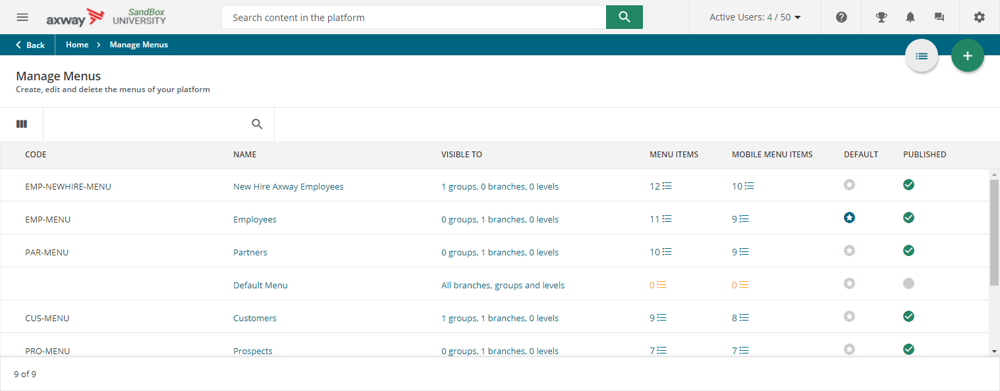 axway SandBox UNIVERSITY Search content in the platform Active Users: 4 / 50
Back Home Manage Menus
Manage Menus
Create, edit and delete the menus of your platform
CODE NAME VISIBLE TO MENU ITEMS MOBILE MENU ITEMS DEFAULT PUBLISHED
EMP-NEWHIRE-MENU New Hire Axway Employees 1 groups, 0 branches, 0 levels 12 10
EMP-MENU Employees 0 groups, 1 branches, 0 levels 11 9
PAR-MENU Partners 0 groups, 1 branches, 0 levels 10 9
Default Menu All branches, groups and levels 0 0
CUS-MENU Customers 1 groups, 1 branches, 0 levels 9 8
PRO-MENU Prospects 0 groups, 1 branches, 0 levels 7 7
9 of 9